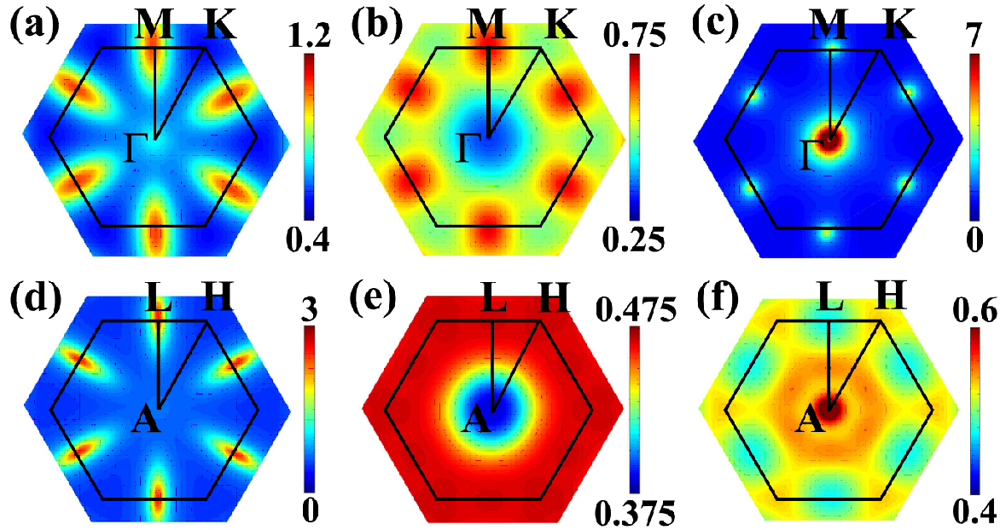 (a) M K 1.2
Γ
0.4
(b) M K 0.75
Γ
0.25
(c) M K 7
Γ
0
(d) L H 3
A
0
(e) L H 0.475
A
0.375
(f) L H 0.6
A
0.4